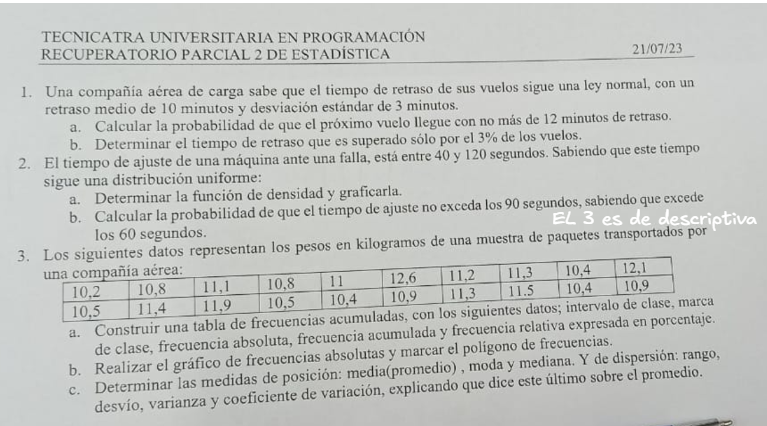 TECNICATRA UNIVERSITARIA EN PROGRAMACIÓN
RECUPERATORIO PARCIAL 2 DE ESTADÍSTICA 21/07/23
1. Una compañía aérea de carga sabe que el tiempo de retraso de sus vuelos sigue una ley normal, con un
retraso medio de 10 minutos y desviación estándar de 3 minutos.
a. Calcular la probabilidad de que el próximo vuelo llegue con no más de 12 minutos de retraso.
b. Determinar el tiempo de retraso que es superado sólo por el 3% de los vuelos.
2. El tiempo de ajuste de una máquina ante una falla, está entre 40 y 120 segundos. Sabiendo que este tiempo
sigue una distribución uniforme:
a. Determinar la función de densidad y graficarla.
b. Calcular la probabilidad de que el tiempo de ajuste no exceda los 90 segundos, sabiendo que excede
los 60 segundos.
EL 3 es de descriptiva
3. Los siguientes datos representan los pesos en kilogramos de una muestra de paquetes transportados por
una compañía aérea:
10,2 10,8 11,1 10,8 11 12,6 11,2 11,3 10,4 12,1
10,5 11,4 11,9 10,5 10,4 10,9 11,3 11.5 10,4 10,9
a. Construir una tabla de frecuencias acumuladas, con los siguientes datos; intervalo de clase, marca
de clase, frecuencia absoluta, frecuencia acumulada y frecuencia relativa expresada en porcentaje.
b. Realizar el gráfico de frecuencias absolutas y marcar el polígono de frecuencias.
c. Determinar las medidas de posición: media(promedio) , moda y mediana. Y de dispersión: rango,
desvío, varianza y coeficiente de variación, explicando que dice este último sobre el promedio.